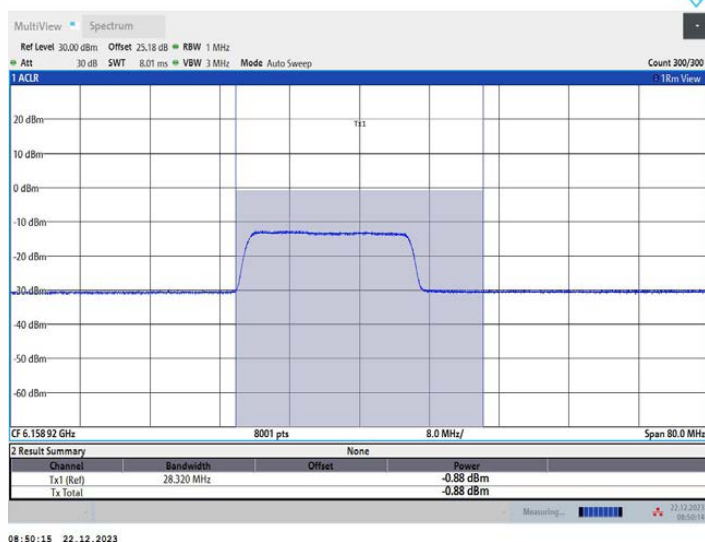 MultiView Spectrum
Ref Level 30.00 dBm Offset 25.18 dB RBW 1 MHz
Att 30 dB SWT 8.01 ms VBW 3 MHz Mode Auto Sweep Count 300/300
1 ACLR 1Rm View
Tx1
20 dBm
10 dBm
0 dBm
-10 dBm
-20 dBm
-30 dBm
-40 dBm
-50 dBm
-60 dBm
CF 6.158 92 GHz 8001 pts 8.0 MHz/ Span 80.0 MHz
2 Result Summary None
Channel Bandwidth Offset Power
Tx1 (Ref) 28.320 MHz -0.88 dBm
Tx Total -0.88 dBm
Measuring... 22.12.2023
08:50:14
08:50:15 22.12.2023